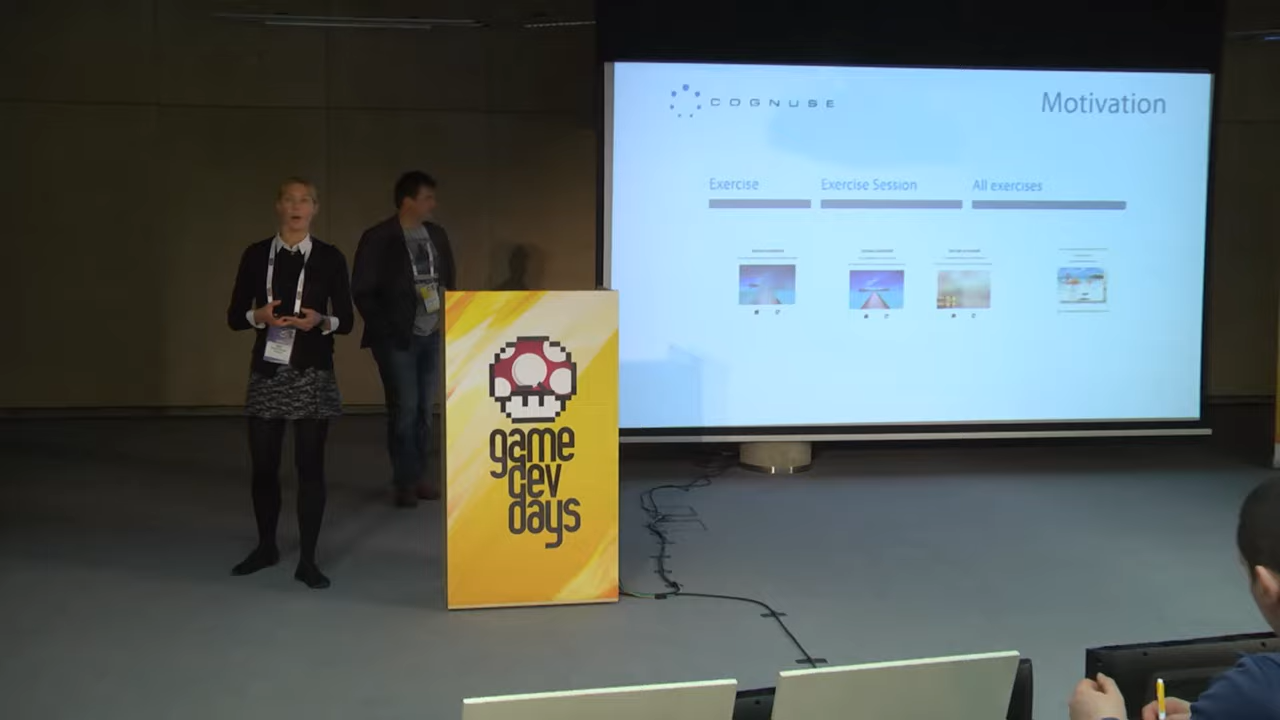 COGNUSE
Motivation
Exercise
Exercise Session
All exercises
game
dev
days